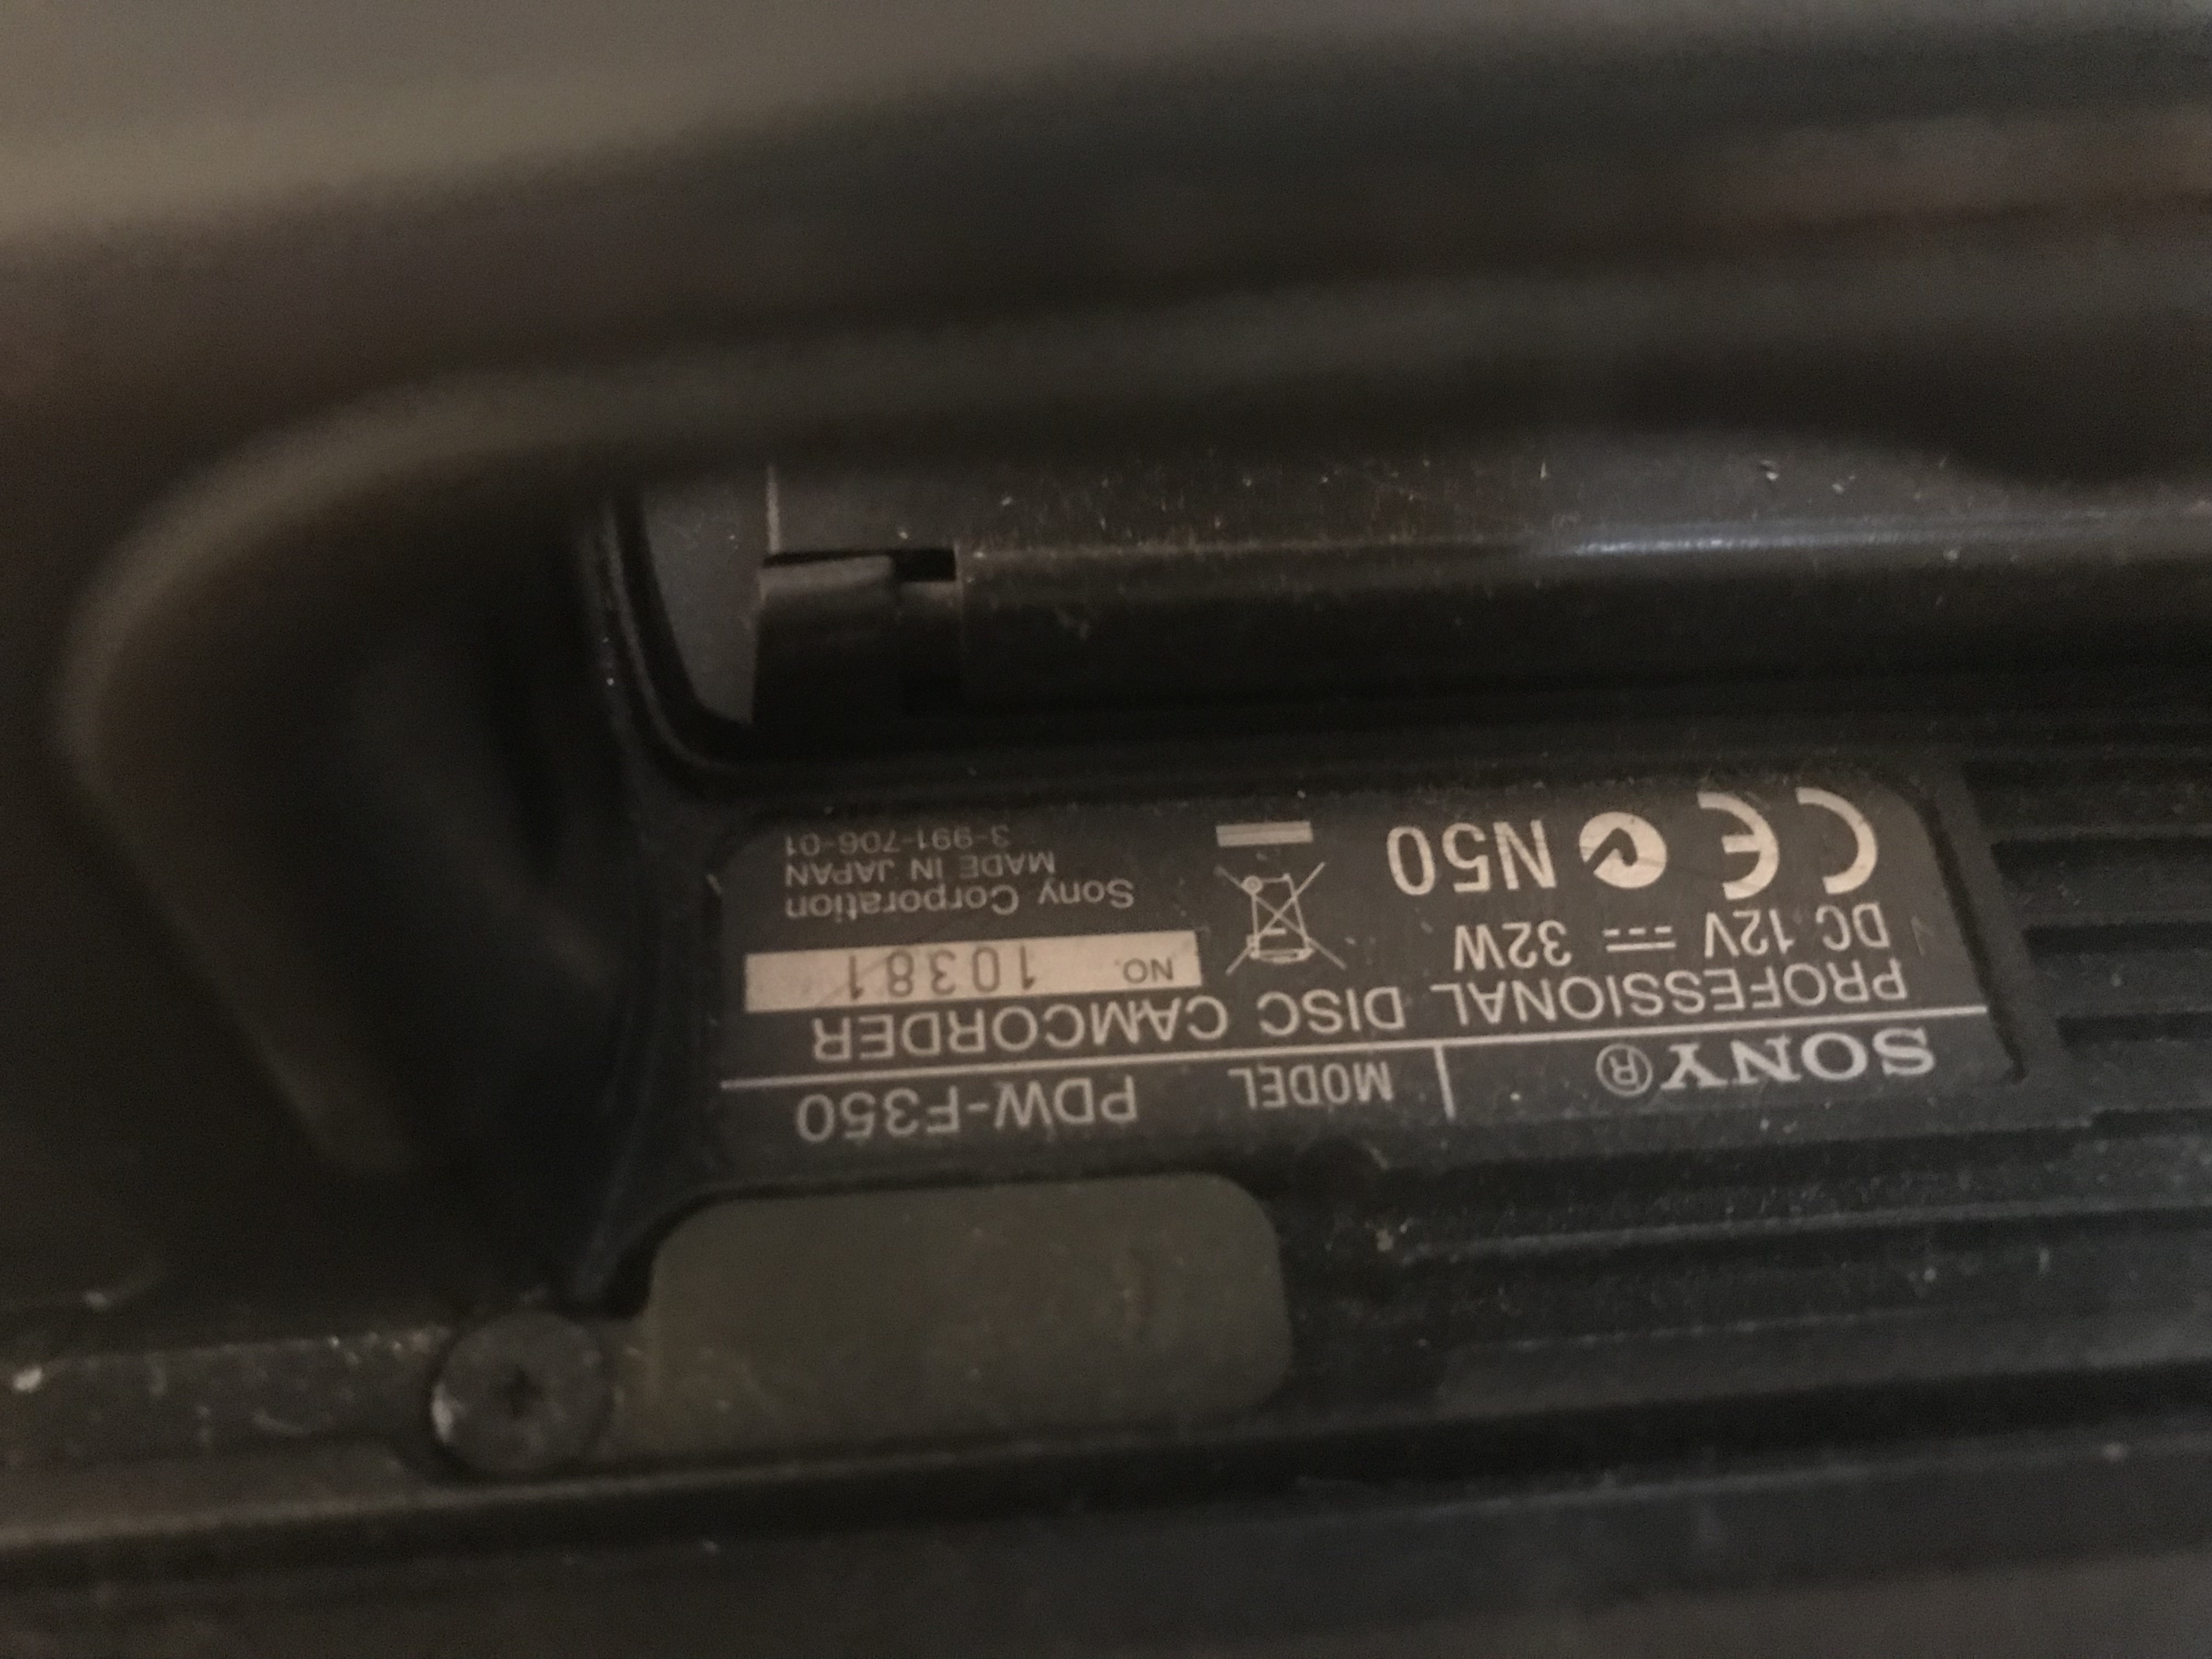 SONY® MODEL PDW-F350
PROFESSIONAL DISC CAMCORDER
DC 12V ⎓ 32W
NO. 10381
CE N50
Sony Corporation
MADE IN JAPAN
3-991-706-01